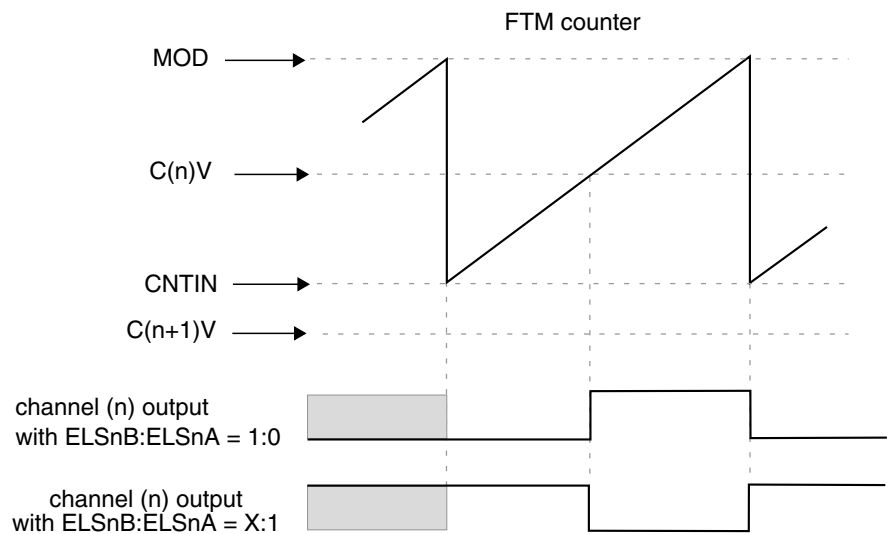 FTM counter
MOD
C(n)V
CNTIN
C(n+1)V
channel (n) output
with ELSnB:ELSnA = 1:0
channel (n) output
with ELSnB:ELSnA = X:1